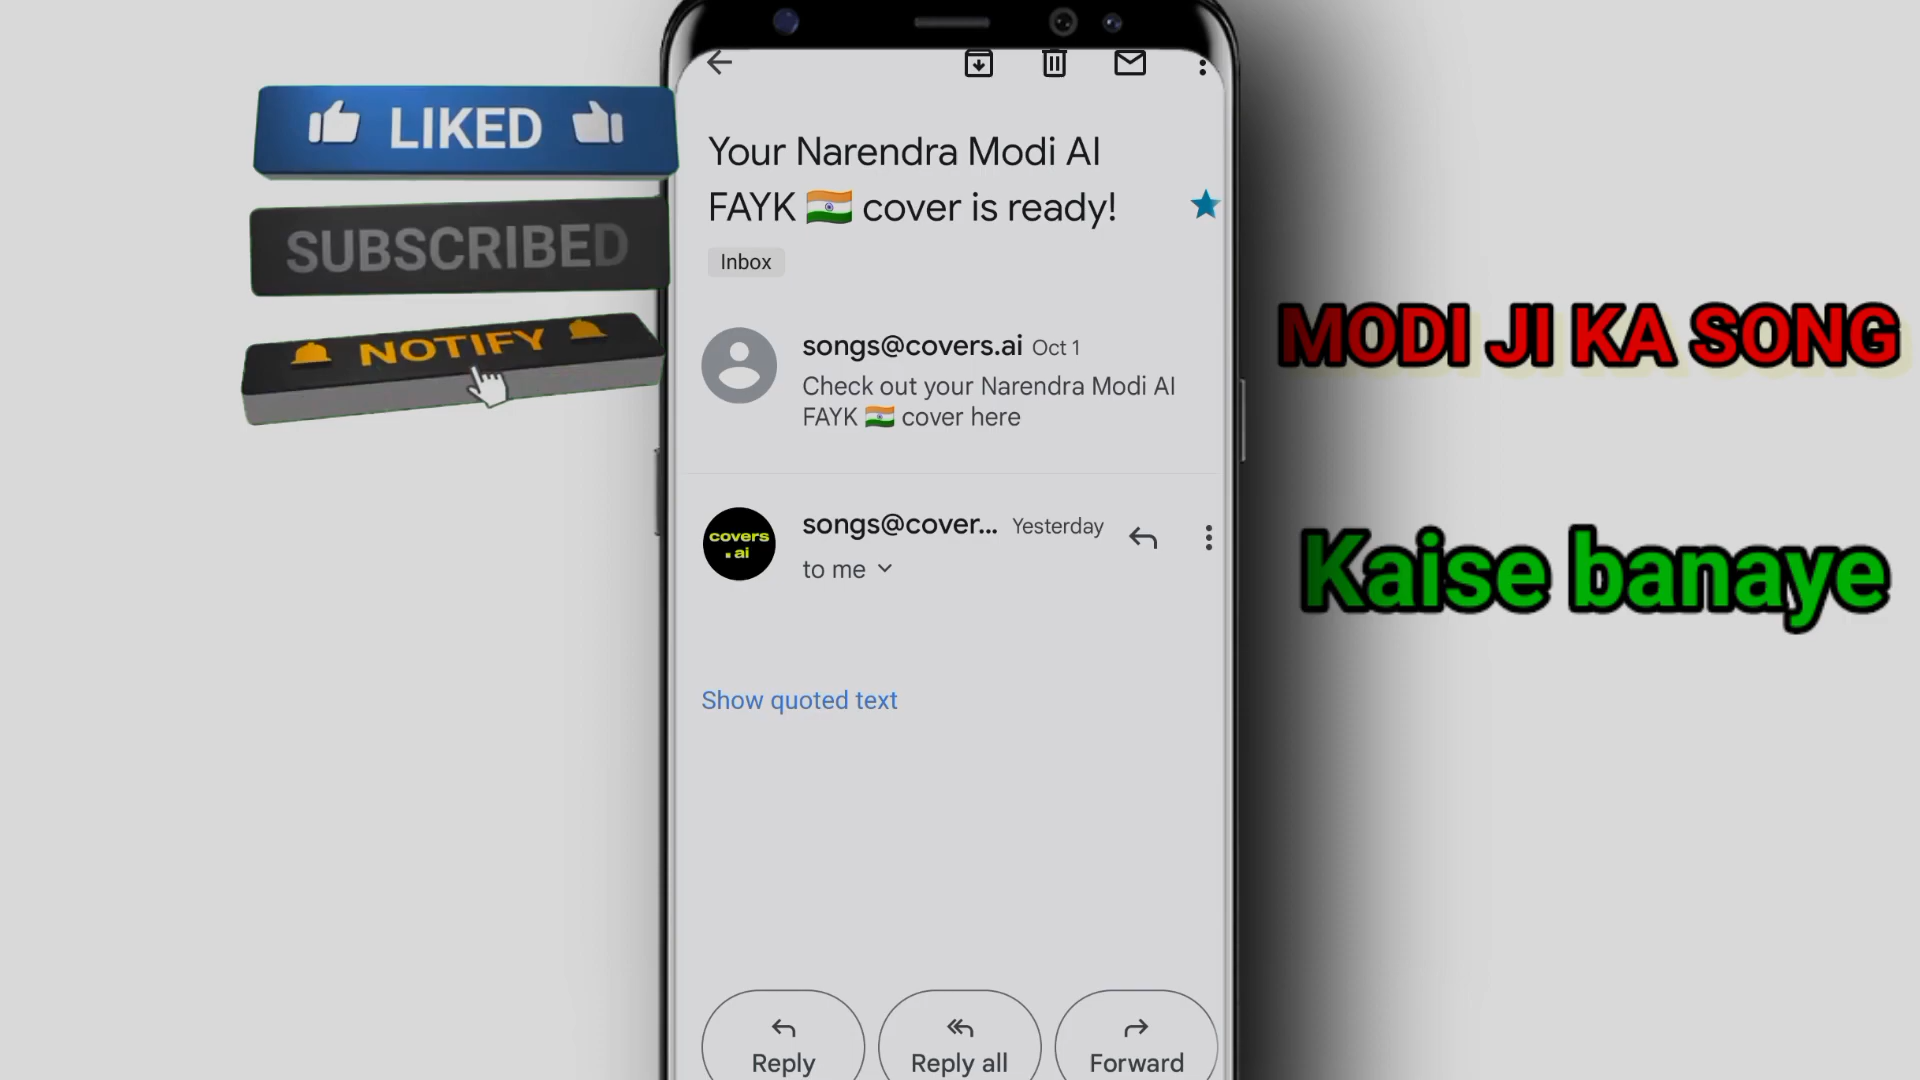 LIKED
SUBSCRIBED
NOTIFY
Your Narendra Modi AI
FAYK 🇮🇳 cover is ready!
Inbox
songs@covers.ai Oct 1
Check out your Narendra Modi AI
FAYK 🇮🇳 cover here
covers
.ai
songs@cover... Yesterday
to me
Show quoted text
Reply
Reply all
Forward
MODI JI KA SONG
Kaise banaye